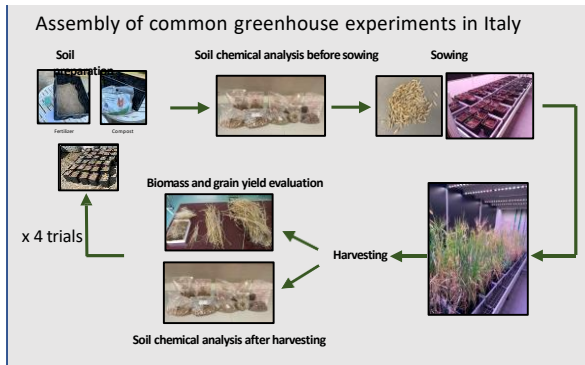 Assembly of common greenhouse experiments in Italy
Soil
preparation
Soil chemical analysis before sowing
Sowing
Fertilizer
Compost
Biomass and grain yield evaluation
x 4 trials
Harvesting
Soil chemical analysis after harvesting